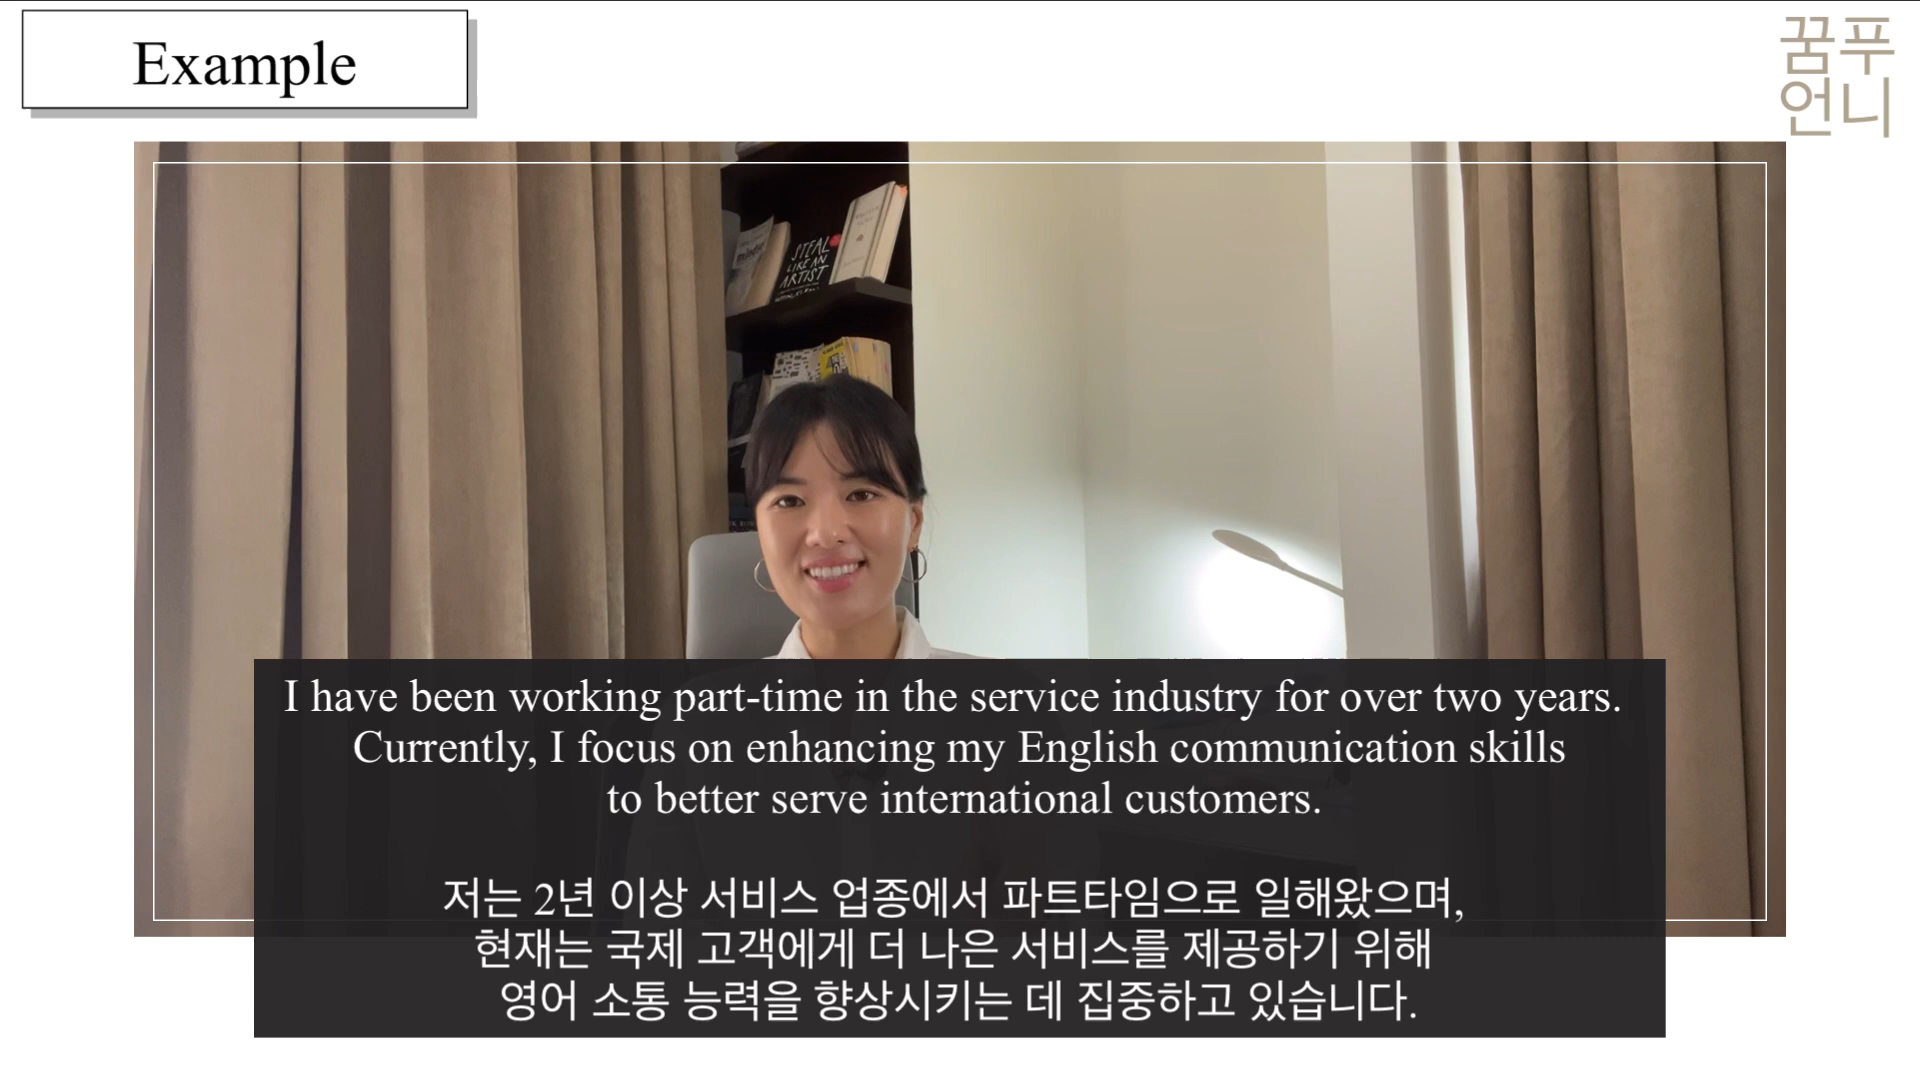 Example
꿈푸
언니
STEAL
LIKE AN
ARTIST
I have been working part-time in the service industry for over two years.
Currently, I focus on enhancing my English communication skills
to better serve international customers.
저는 2년 이상 서비스 업종에서 파트타임으로 일해왔으며,
현재는 국제 고객에게 더 나은 서비스를 제공하기 위해
영어 소통 능력을 향상시키는 데 집중하고 있습니다.